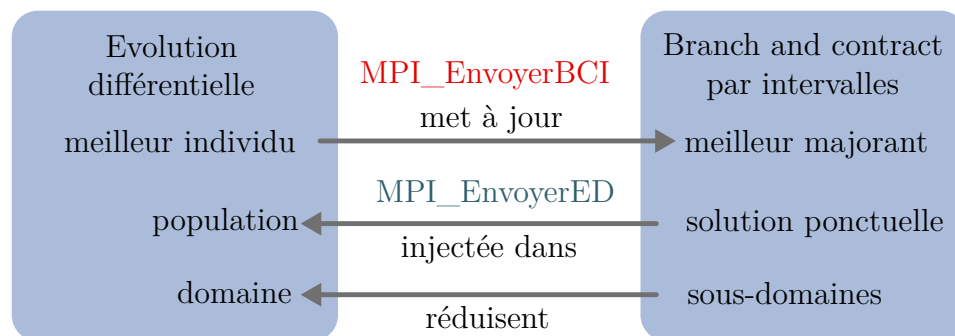 Evolution
différentielle
Branch and contract
par intervalles
MPI_EnvoyerBCI
met à jour
meilleur individu
meilleur majorant
MPI_EnvoyerED
population
injectée dans
solution ponctuelle
domaine
réduisent
sous-domaines